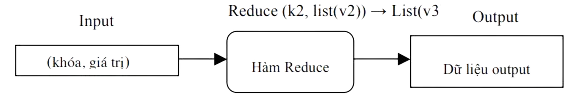 Reduce (k2, list(v2)) → List(v3
Input
Output
(khóa, giá trị)
Hàm Reduce
Dữ liệu output